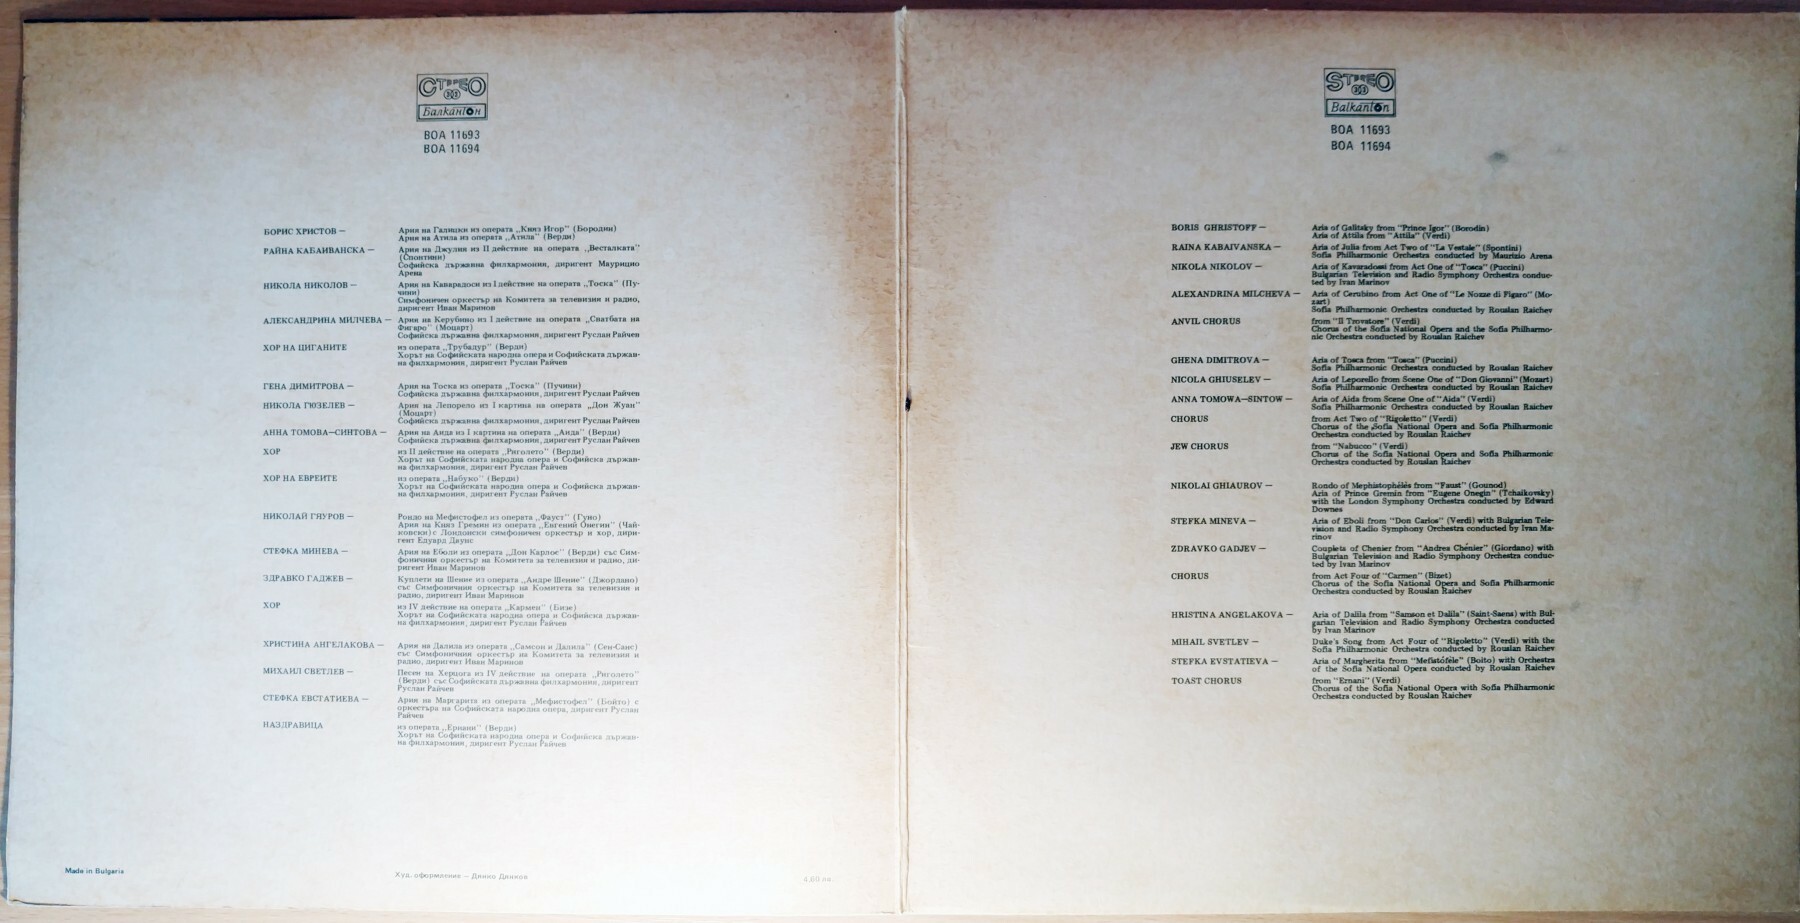 СТЕРЕО
33
Балкантон
ВОА 11693
ВОА 11694
БОРИС ХРИСТОВ — Ария на Галицки из операта „Княз Игор" (Бородин)
Ария на Атила из операта „Атила" (Верди)
РАЙНА КАБАИВАНСКА — Ария на Джулия из II действие на операта „Весталката"
(Спонтини)
Софийска държавна филхармония, диригент Маурицио
Арена
НИКОЛА НИКОЛОВ — Ария на Каварадоси из I действие на операта „Тоска" (Пу-
чини)
Симфоничен оркестър на Комитета за телевизия и радио,
диригент Иван Маринов
АЛЕКСАНДРИНА МИЛЧЕВА — Ария на Керубино из I действие на операта „Сватбата на
Фигаро" (Моцарт)
Софийска държавна филхармония, диригент Руслан Райчев
ХОР НА ЦИГАНИТЕ из операта „Трубадур" (Верди)
Хорът на Софийската народна опера и Софийската държав-
на филхармония, диригент Руслан Райчев
ГЕНА ДИМИТРОВА — Ария на Тоска из операта „Тоска" (Пучини)
Софийска държавна филхармония, диригент Руслан Райчев
НИКОЛА ГЮЗЕЛЕВ — Ария на Лепорело из I картина на операта „Дон Жуан"
(Моцарт)
Софийска държавна филхармония, диригент Руслан Райчев
АННА ТОМОВА—СИНТОВА — Ария на Аида из I картина на операта „Аида" (Верди)
Софийска държавна филхармония, диригент Руслан Райчев
ХОР из II действие на операта „Риголето" (Верди)
Хорът на Софийската народна опера и Софийска държав-
на филхармония, диригент Руслан Райчев
ХОР НА ЕВРЕИТЕ из операта „Набуко" (Верди)
Хорът на Софийската народна опера и Софийска държав-
на филхармония, диригент Руслан Райчев
НИКОЛАЙ ГЯУРОВ — Рондо на Мефистофел из операта „Фауст" (Гуно)
Ария на Княз Гремин из операта „Евгений Онегин" (Чай-
ковски) с Лондонски симфоничен оркестър и хор, дири-
гент Едуард Даунс
СТЕФКА МИНЕВА — Ария на Еболи из операта „Дон Карлос" (Верди) със Сим-
фоничния оркестър на Комитета за телевизия и радио, ди-
ригент Иван Маринов
ЗДРАВКО ГАДЖЕВ — Куплети на Шение из операта „Андре Шение" (Джордано)
със Симфоничния оркестър на Комитета за телевизия и
радио, диригент Иван Маринов
ХОР из IV действие на операта „Кармен" (Бизе)
Хорът на Софийската народна опера и Софийска държав-
на филхармония, диригент Руслан Райчев
ХРИСТИНА АНГЕЛАКОВА — Ария на Далила из операта „Самсон и Далила" (Сен-Санс)
със Симфоничния оркестър на Комитета за телевизия и
радио, диригент Иван Маринов
МИХАИЛ СВЕТЛЕВ — Песен на Херцога из IV действие на операта „Риголето"
(Верди) със Софийската държавна филхармония, диригент
Руслан Райчев
СТЕФКА ЕВСТАТИЕВА — Ария на Маргарита из операта „Мефистофел" (Бойто) с
оркестъра на Софийската народна опера, диригент Руслан
Райчев
НАЗДРАВИЦА из операта „Ернани" (Верди)
Хорът на Софийската народна опера и Софийска държав-
на филхармония, диригент Руслан Райчев
Made in Bulgaria
Худ. оформление — Данко Данков
4,60 лв.
STEREO
33
Balkanton
BOA 11693
BOA 11694
BORIS GHRISTOFF — Aria of Galitzky from "Prince Igor" (Borodin)
Aria of Attila from "Attila" (Verdi)
RAINA KABAIVANSKA — Aria of Julia from Act Two of "La Vestale" (Spontini)
Sofia Philharmonic Orchestra conducted by Maurizio Arena
NIKOLA NIKOLOV — Aria of Kavaradossi from Act One of "Tosca" (Puccini)
Bulgarian Television and Radio Symphony Orchestra conduc-
ted by Ivan Marinov
ALEXANDRINA MILCHEVA — Aria of Cerubino from Act One of "Le Nozze di Figaro" (Mo-
zart)
Sofia Philharmonic Orchestra conducted by Rouslan Raichev
ANVIL CHORUS from "Il Trovatore" (Verdi)
Chorus of the Sofia National Opera and the Sofia Philharmo-
nic Orchestra conducted by Rouslan Raichev
GHENA DIMITROVA — Aria of Tosca from "Tosca" (Puccini)
Sofia Philharmonic Orchestra conducted by Rouslan Raichev
NICOLA GHIUSELEV — Aria of Leporello from Scene One of "Don Giovanni" (Mozart)
Sofia Philharmonic Orchestra conducted by Rouslan Raichev
ANNA TOMOWA—SINTOW — Aria of Aida from Scene One of "Aida" (Verdi)
Sofia Philharmonic Orchestra conducted by Rouslan Raichev
CHORUS from Act Two of "Rigoletto" (Verdi)
Chorus of the Sofia National Opera and Sofia Philharmonic
Orchestra conducted by Rouslan Raichev
JEW CHORUS from "Nabucco" (Verdi)
Chorus of the Sofia National Opera and Sofia Philharmonic
Orchestra conducted by Rouslan Raichev
NIKOLAI GHIAUROV — Rondo of Mephistophélés from "Faust" (Gounod)
Aria of Prince Gremin from "Eugene Onegin" (Tchaikovsky)
with the London Symphony Orchestra conducted by Edward
Downes
STEFKA MINEVA — Aria of Eboli from "Don Carlos" (Verdi) with Bulgarian Tele-
vision and Radio Symphony Orchestra conducted by Ivan Ma-
rinov
ZDRAVKO GADJEV — Couplets of Chenier from "Andrea Chénier" (Giordano) with
Bulgarian Television and Radio Symphony Orchestra conduc-
ted by Ivan Marinov
CHORUS from Act Four of "Carmen" (Bizet)
Chorus of the Sofia National Opera and Sofia Philharmonic
Orchestra conducted by Rouslan Raichev
HRISTINA ANGELAKOVA — Aria of Dalila from "Samson et Dalila" (Saint-Saens) with Bul-
garian Television and Radio Symphony Orchestra conducted
by Ivan Marinov
MIHAIL SVETLEV — Duke's Song from Act Four of "Rigoletto" (Verdi) with the
Sofia Philharmonic Orchestra conducted by Rouslan Raichev
STEFKA EVSTATIEVA — Aria of Margherita from "Mefistófele" (Boito) with Orchestra
of the Sofia National Opera conducted by Rouslan Raichev
TOAST CHORUS from "Ernani" (Verdi)
Chorus of the Sofia National Opera with Sofia Philharmonic
Orchestra conducted by Rouslan Raichev